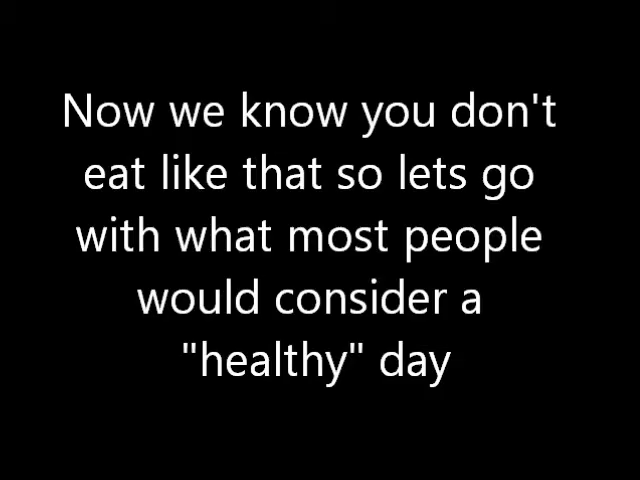 Now we know you don't
eat like that so lets go
with what most people
would consider a
"healthy" day